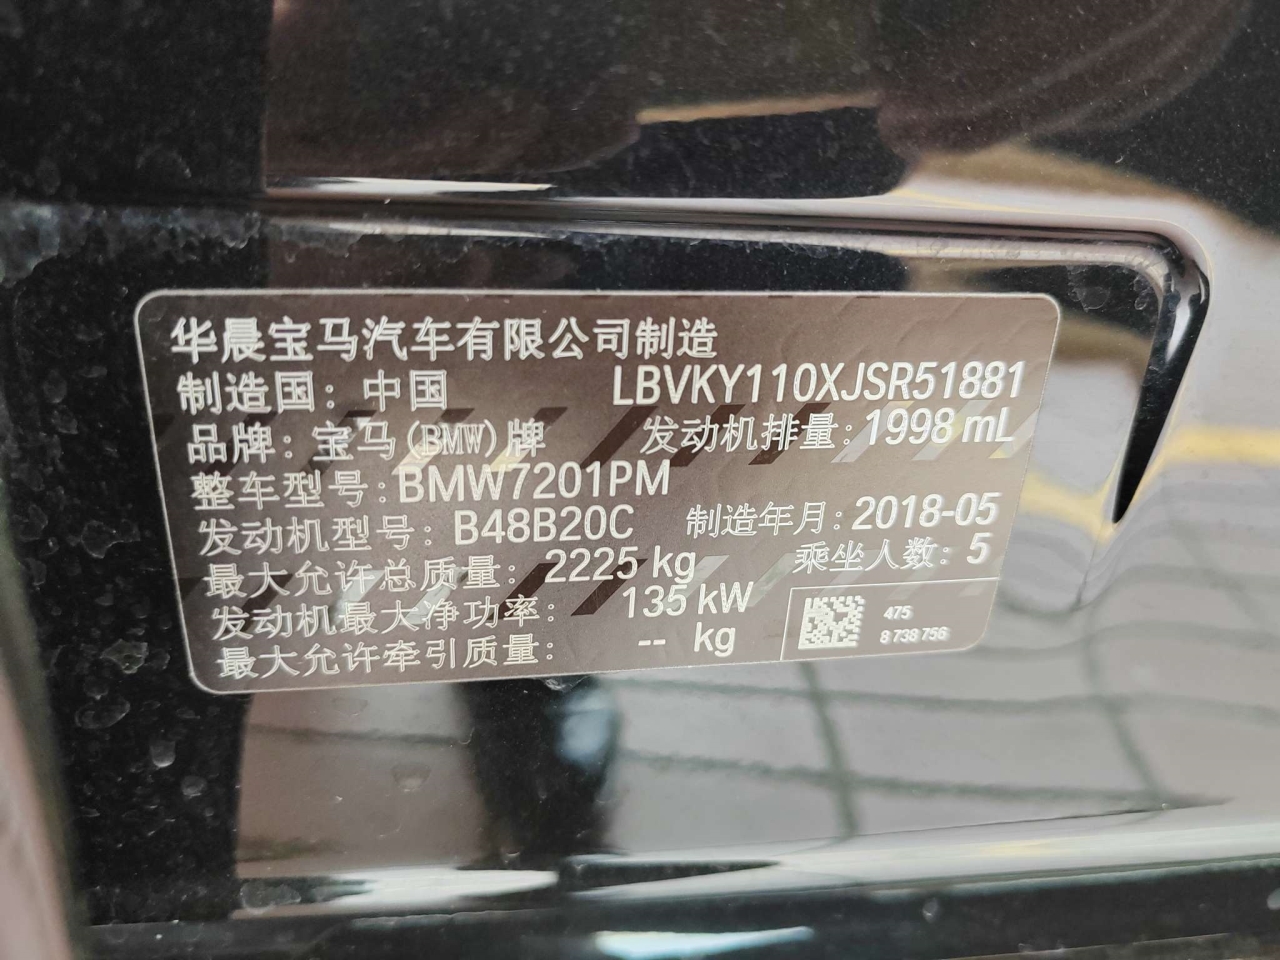 华晨宝马汽车有限公司制造
制造国：中国 LBVKY110XJSR51881
品牌：宝马(BMW)牌 发动机排量：1998 mL
整车型号：BMW7201PM
发动机型号：B48B20C 制造年月：2018-05
最大允许总质量：2225 kg 乘坐人数：5
发动机最大净功率：135 kW
最大允许牵引质量：-- kg
475
8 738 756